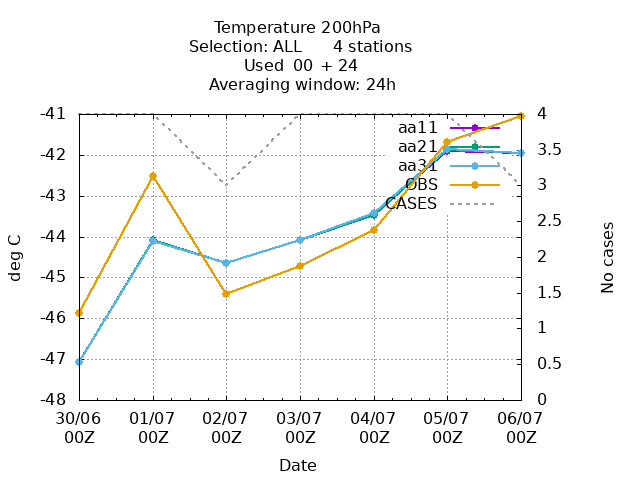 Temperature 200hPa
Selection: ALL 4 stations
Used 00 + 24
Averaging window: 24h
-41 4
aa11
aa21
-42 3.5
aa31
OBS
-43 3
CASES
2.5
-44
2
-45
1.5
-46
1
-47
0.5
-48 0
deg C
No cases
30/06 01/07 02/07 03/07 04/07 05/07 06/07
00Z 00Z 00Z 00Z 00Z 00Z 00Z
Date